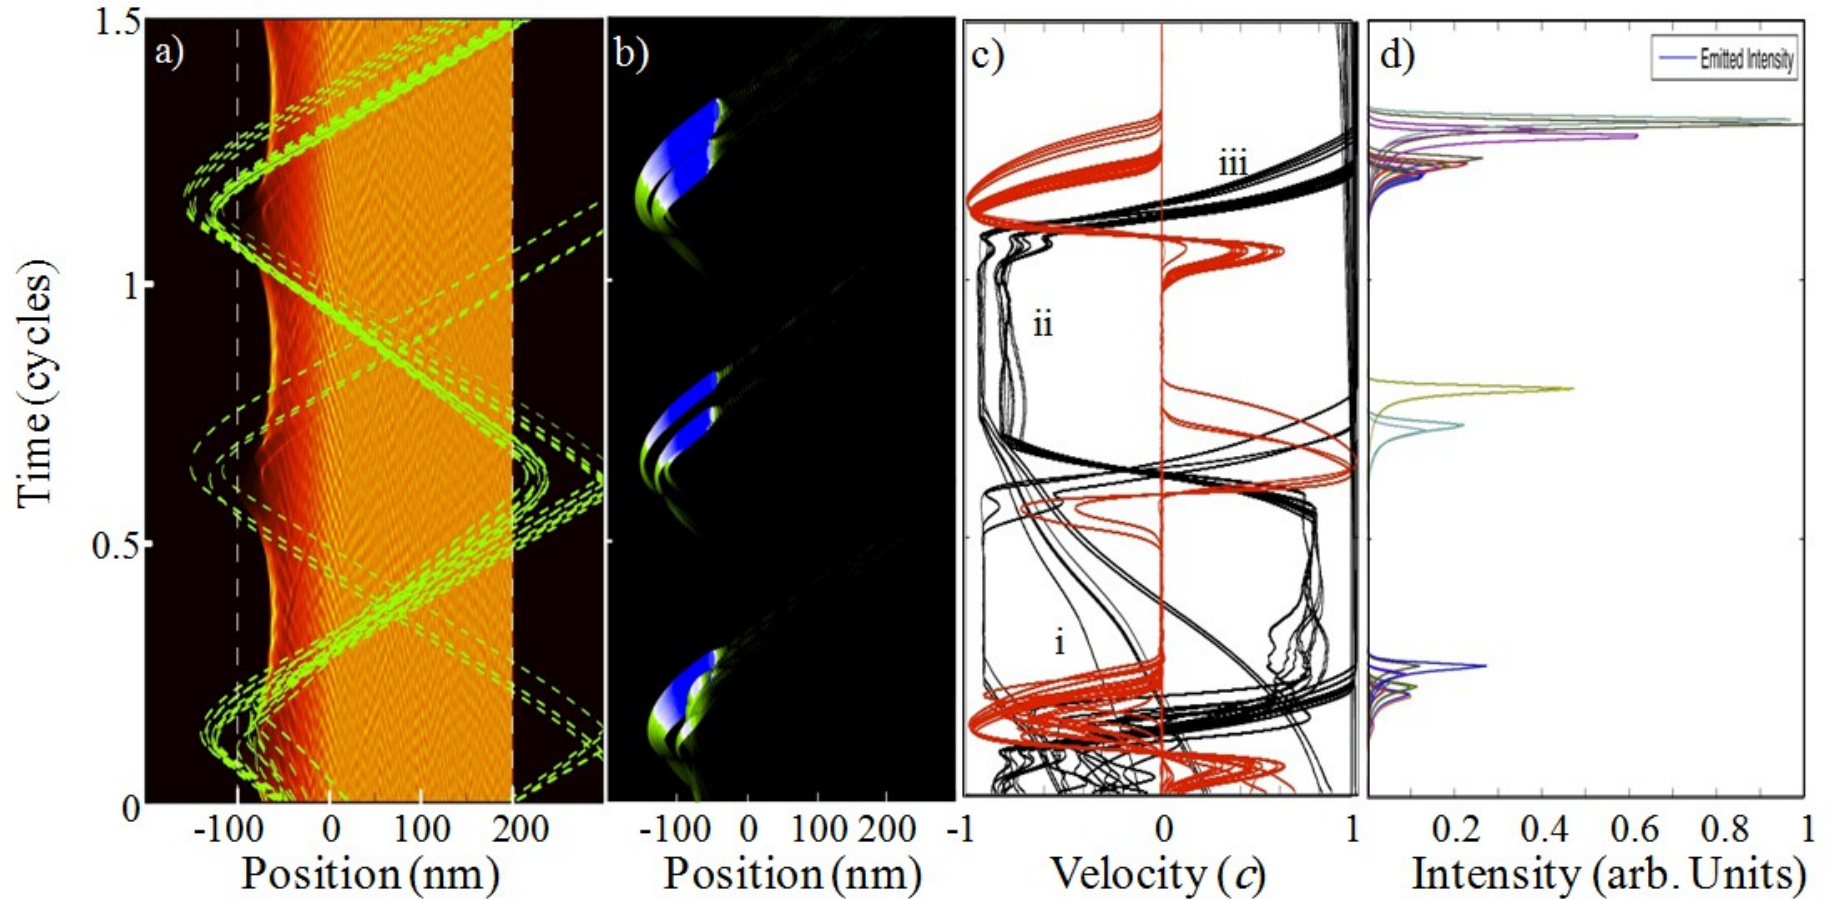 1.5
a)
b)
c)
d)
Emitted Intensity
iii
1
ii
0.5
i
0
-100 0 100 200
-100 0 100 200
-1 0 1
0.2 0.4 0.6 0.8 1
Time (cycles)
Position (nm)
Position (nm)
Velocity (c)
Intensity (arb. Units)